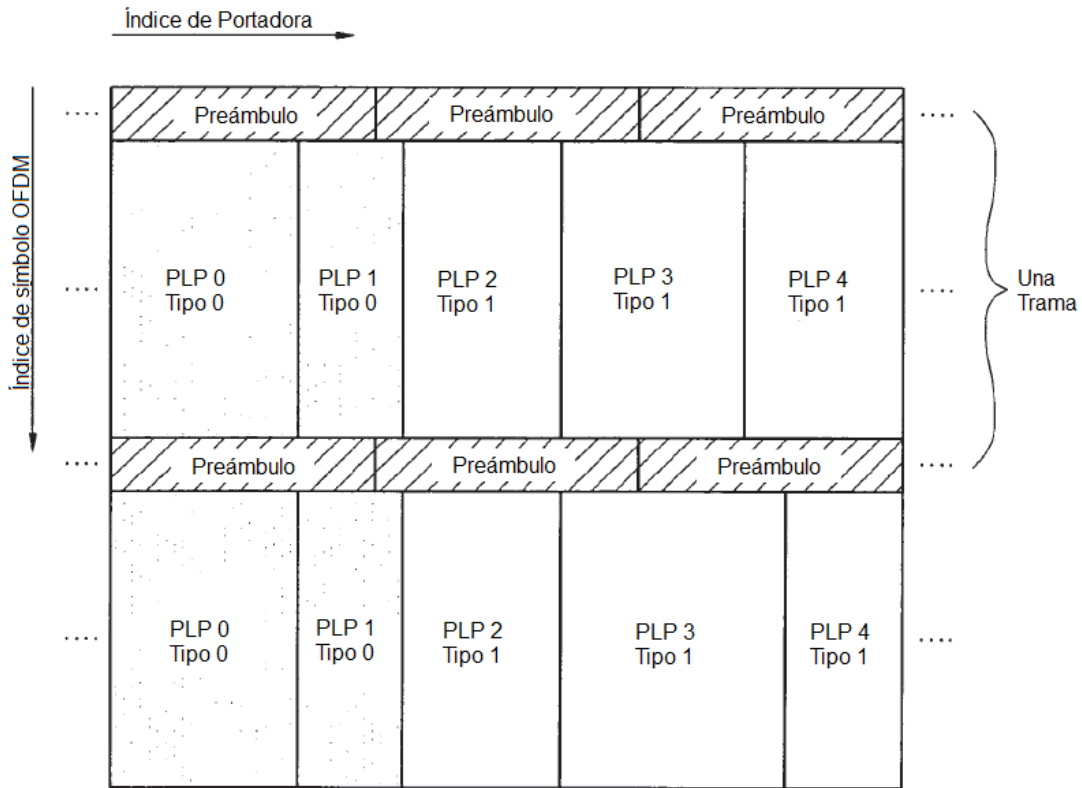 Índice de Portadora
Índice de símbolo OFDM
.... Preámbulo Preámbulo Preámbulo ....
.... PLP 0 PLP 1 PLP 2 PLP 3 PLP 4 ....
Tipo 0 Tipo 0 Tipo 1 Tipo 1 Tipo 1
Una
Trama
.... Preámbulo Preámbulo Preámbulo ....
.... PLP 0 PLP 1 PLP 2 PLP 3 PLP 4 ....
Tipo 0 Tipo 0 Tipo 1 Tipo 1 Tipo 1